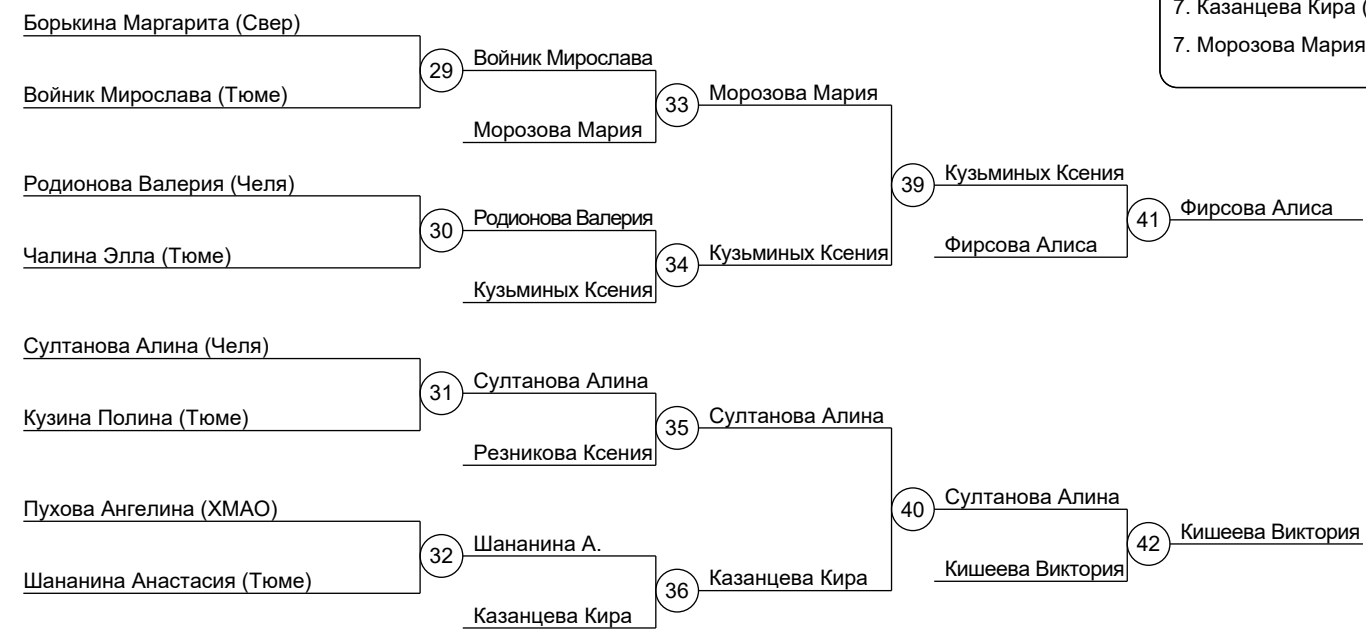 7. Казанцева Кира (
7. Морозова Мария
Борькина Маргарита (Свер)
29
Войник Мирослава
Войник Мирослава (Тюме)
33
Морозова Мария
Морозова Мария
Родионова Валерия (Челя)
39
Кузьминых Ксения
30
Родионова Валерия
41
Фирсова Алиса
Чалина Элла (Тюме)
34
Кузьминых Ксения
Фирсова Алиса
Кузьминых Ксения
Султанова Алина (Челя)
31
Султанова Алина
Кузина Полина (Тюме)
35
Султанова Алина
Резникова Ксения
Пухова Ангелина (ХМАО)
40
Султанова Алина
32
Шананина А.
42
Кишеева Виктория
Шананина Анастасия (Тюме)
36
Казанцева Кира
Кишеева Виктория
Казанцева Кира